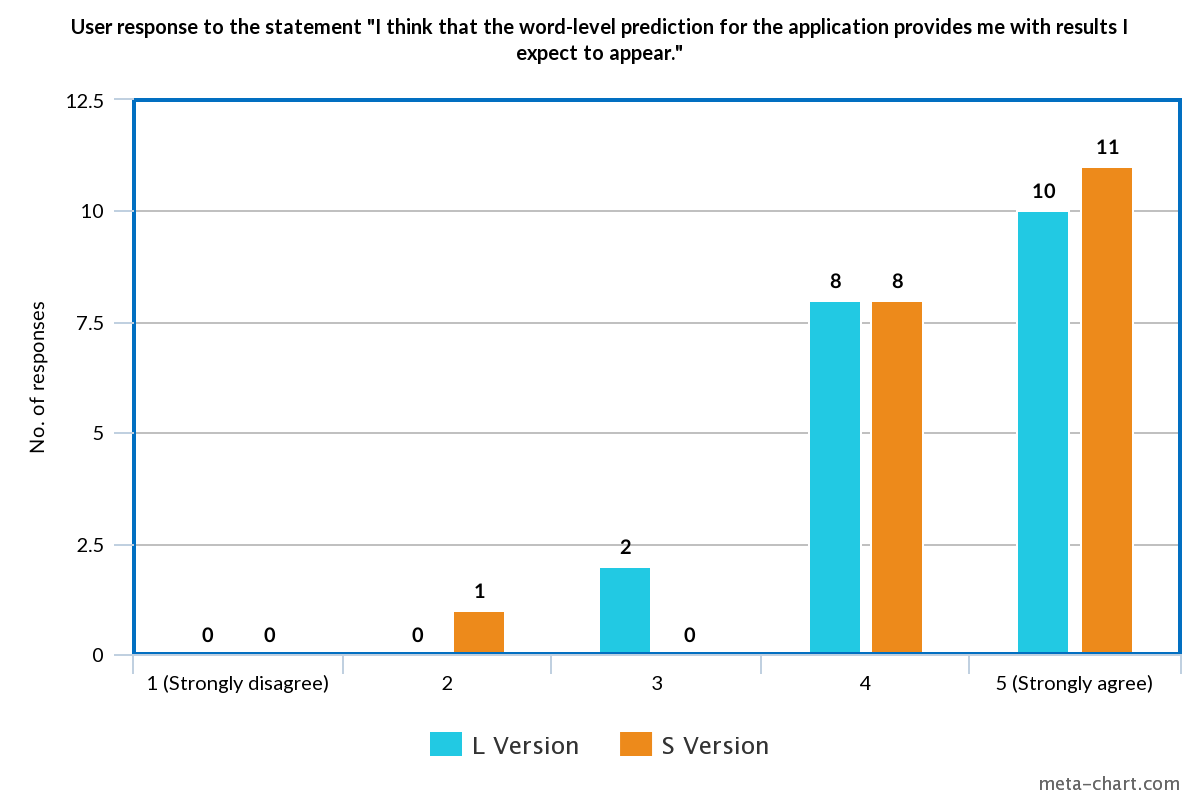 User response to the statement "I think that the word-level prediction for the application provides me with results I
expect to appear."
12.5
10
7.5
5
2.5
0
No. of responses
0
0
0
1
2
0
8
8
10
11
1 (Strongly disagree)
2
3
4
5 (Strongly agree)
L Version
S Version
meta-chart.com